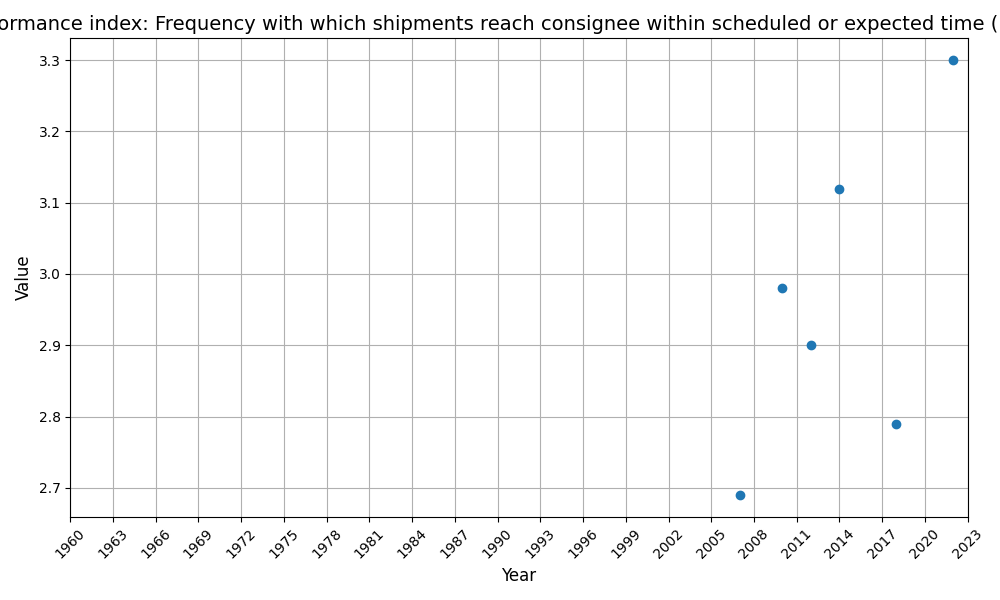 ormance index: Frequency with which shipments reach consignee within scheduled or expected time (
3.3
3.2
3.1
3.0
2.9
2.8
2.7
Value
1960 1963 1966 1969 1972 1975 1978 1981 1984 1987 1990 1993 1996 1999 2002 2005 2008 2011 2014 2017 2020 2023
Year